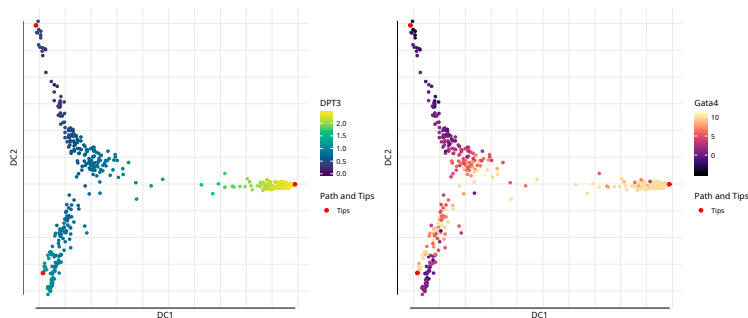 DC2
DC1
DPT3
2.0
1.5
1.0
0.5
0.0
Path and Tips
Tips
DC2
DC1
Gata4
10
5
0
Path and Tips
Tips